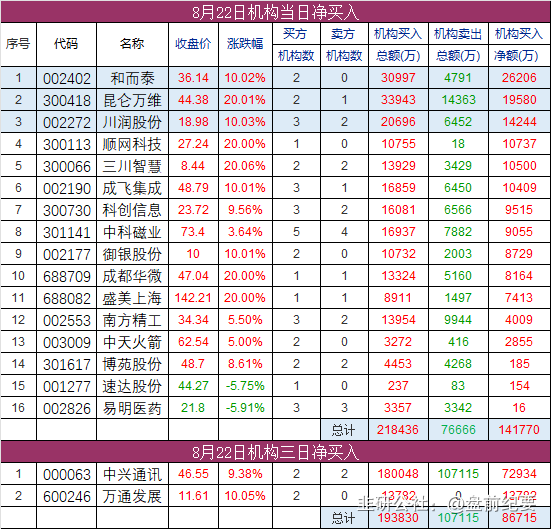 8月22日机构当日净买入
序号 代码 名称 收盘价 涨跌幅 买方机构数 卖方机构数 机构买入总额(万) 机构卖出总额(万) 机构买入净额(万)
1 002402 和而泰 36.14 10.02% 2 0 30997 4791 26206
2 300418 昆仑万维 44.38 20.01% 2 1 33943 14363 19580
3 002272 川润股份 18.98 10.03% 3 2 20696 6452 14244
4 300113 顺网科技 27.24 20.00% 1 0 10755 18 10737
5 300066 三川智慧 8.44 20.06% 2 2 13929 3429 10500
6 002190 成飞集成 48.79 10.01% 3 1 16859 6450 10409
7 300730 科创信息 23.72 9.56% 3 2 16081 6566 9515
8 301141 中科磁业 73.4 3.64% 5 4 16937 7882 9055
9 002177 御银股份 10 10.01% 2 0 10732 2003 8729
10 688709 成都华微 47.04 20.00% 1 1 13324 5160 8164
11 688082 盛美上海 142.21 20.00% 1 1 8911 1497 7413
12 002553 南方精工 34.34 5.50% 3 2 13954 9944 4009
13 003009 中天火箭 62.54 5.00% 2 0 3272 416 2855
14 301617 博苑股份 48.7 8.61% 2 2 4453 4268 185
15 001277 速达股份 44.27 -5.75% 1 0 237 83 154
16 002826 易明医药 21.8 -5.91% 3 3 3357 3342 16
总计 218436 76666 141770
8月22日机构三日净买入
1 000063 中兴通讯 46.55 9.38% 2 2 180048 107115 72934
2 600246 万通发展 11.61 10.05% 2 0 13782 0 13782
总计 193830 107115 86715
韭研公社：@盘前纪要